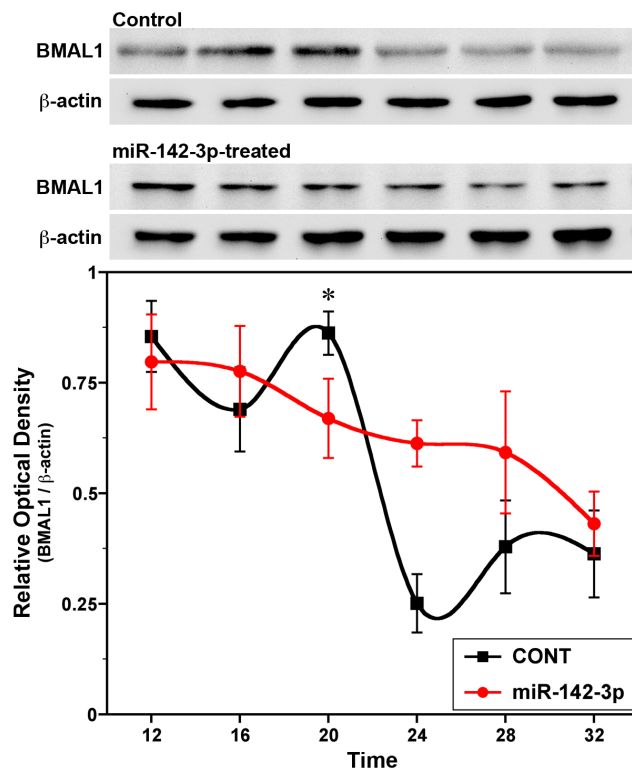 Control
BMAL1
β-actin
miR-142-3p-treated
BMAL1
β-actin
1
*
0.75
0.5
0.25
0
Relative Optical Density
(BMAL1 / β-actin)
CONT
miR-142-3p
12 16 20 24 28 32
Time